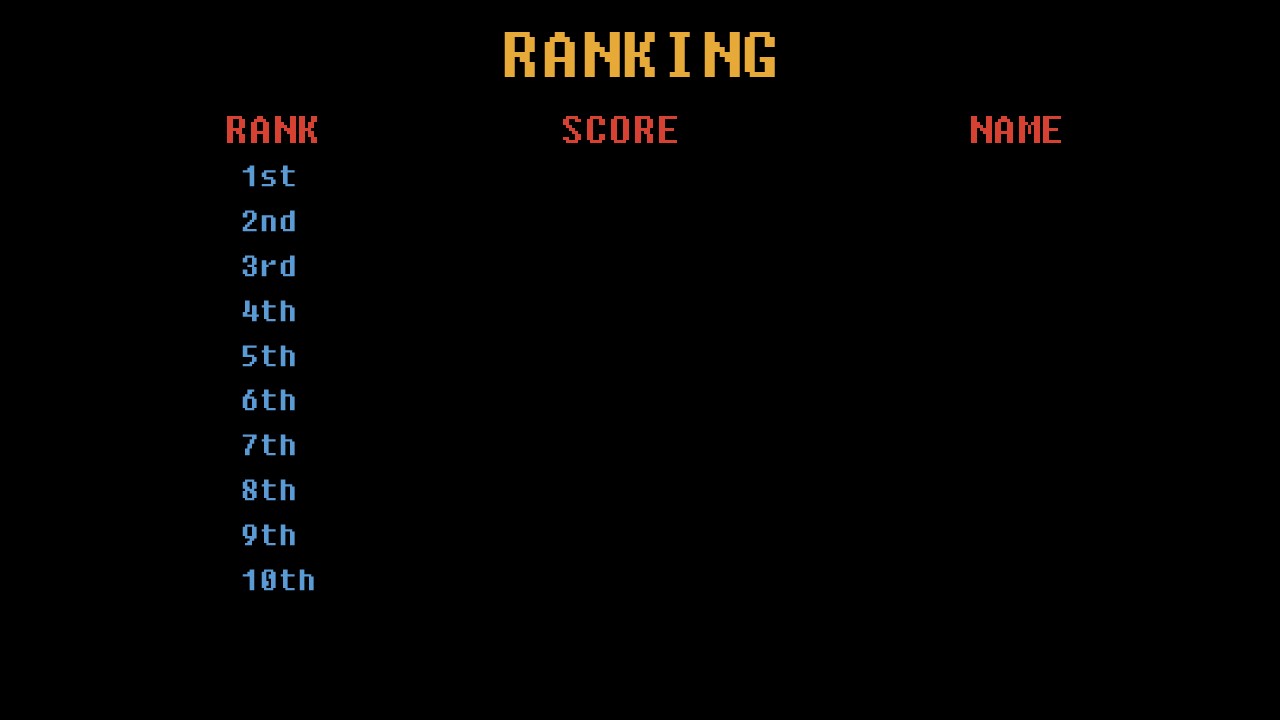 RANKING
RANK SCORE NAME
1st
2nd
3rd
4th
5th
6th
7th
8th
9th
10th